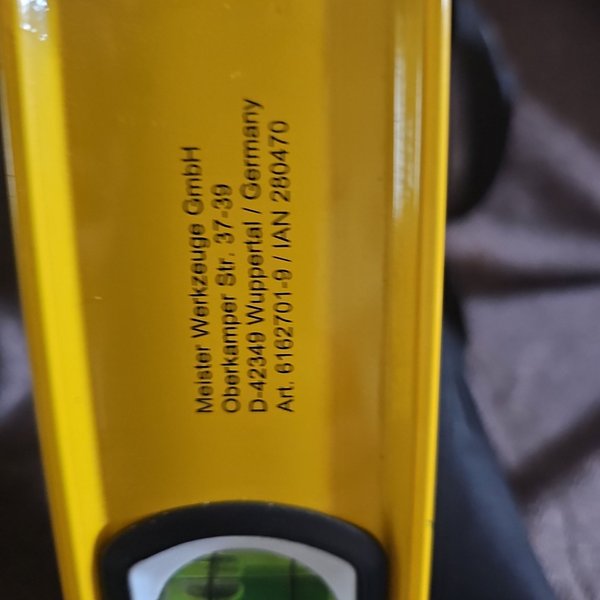 Meister Werkzeuge GmbH
Oberkamper Str. 37-39
D-42349 Wuppertal / Germany
Art. 6162701-9 / IAN 280470